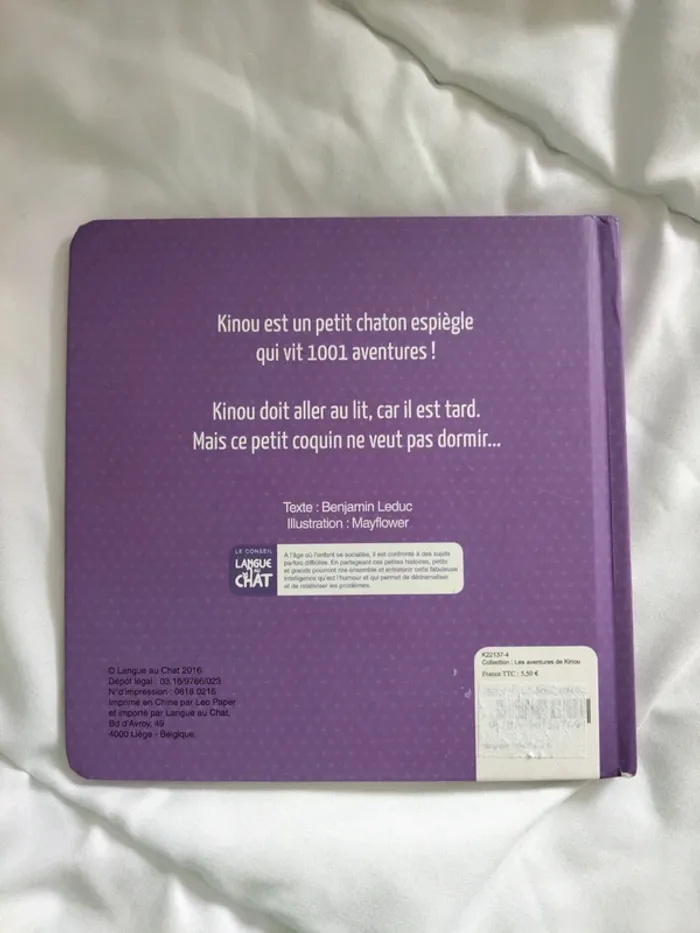 Kinou est un petit chaton espiègle
qui vit 1001 aventures !
Kinou doit aller au lit, car il est tard.
Mais ce petit coquin ne veut pas dormir...
Texte : Benjamin Leduc
Illustration : Mayflower
LE CONSEIL
LANGUE
AU
CHAT
A l'âge où l'enfant se socialise, il est confronté à des sujets
parfois difficiles. En partageant ces petites histoires, petits
et grands pourront rire ensemble et entretenir cette fabuleuse
intelligence qu'est l'humour et qui permet de dédramatiser
et de relativiser les problèmes.
© Langue au Chat 2016
Dépôt légal : 03.16/9766/023
N° d'impression : 0616.0216
Imprimé en Chine par Leo Paper
et importé par Langue au Chat,
Bd d'Avroy, 49
4000 Liège - Belgique.
K22137-4
Collection : Les aventures de Kinou
France TTC : 5,50 €